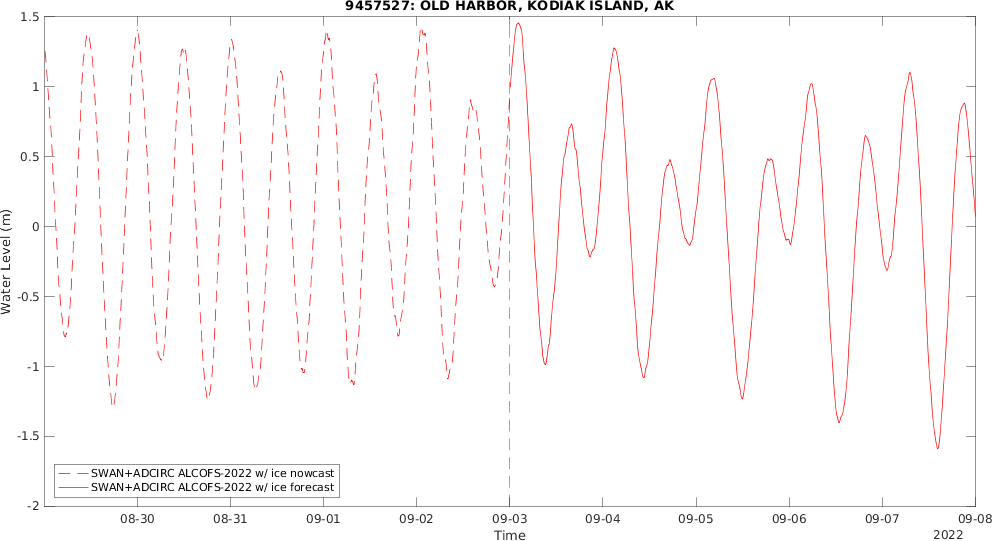 9457527: OLD HARBOR, KODIAK ISLAND, AK
1.5
1
0.5
0
-0.5
-1
-1.5
-2
Water Level (m)
SWAN+ADCIRC ALCOFS-2022 w/ ice nowcast
SWAN+ADCIRC ALCOFS-2022 w/ ice forecast
08-30 08-31 09-01 09-02 09-03 09-04 09-05 09-06 09-07 09-08
Time
2022